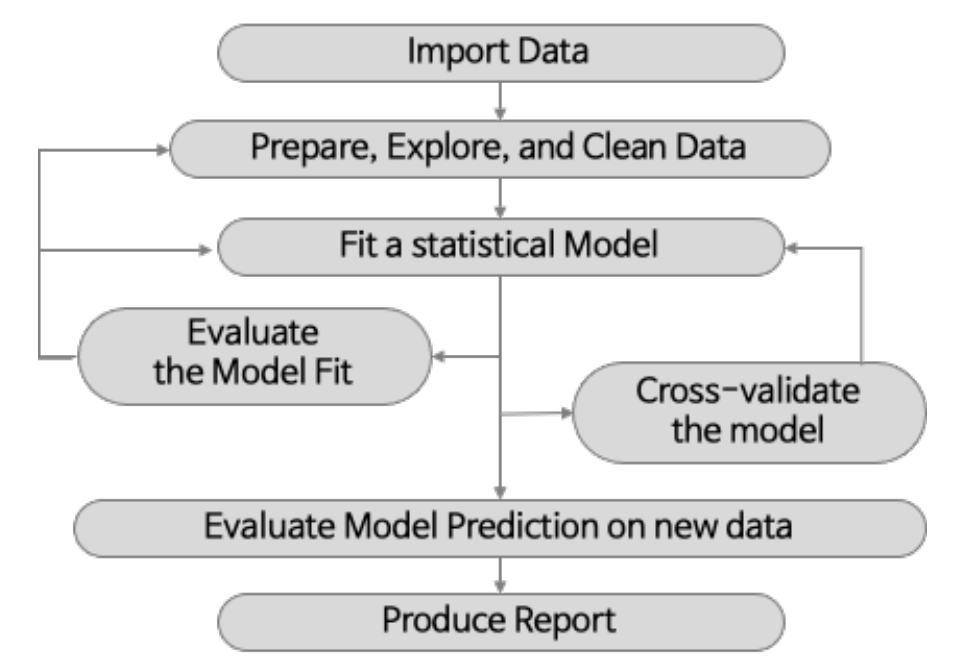 Import Data
Prepare, Explore, and Clean Data
Fit a statistical Model
Evaluate
the Model Fit
Cross-validate
the model
Evaluate Model Prediction on new data
Produce Report